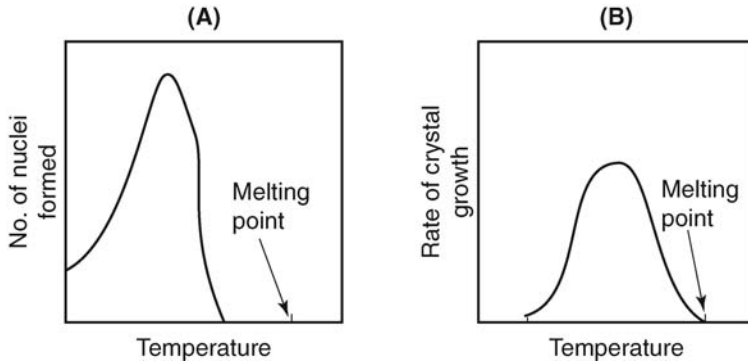 (A)
No. of nuclei
formed
Melting
point
Temperature
(B)
Rate of crystal
growth
Melting
point
Temperature